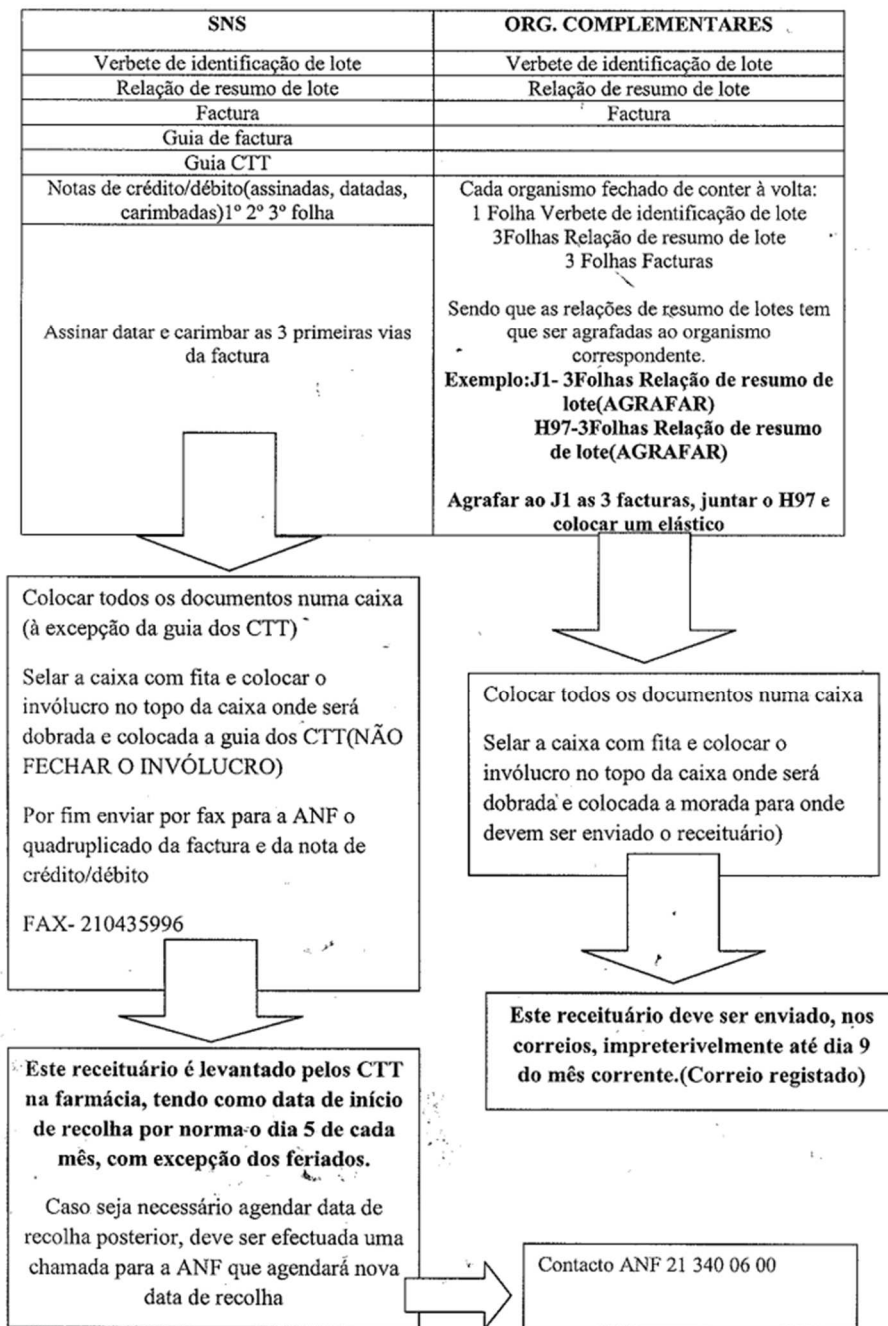 SNS
ORG. COMPLEMENTARES
Verbete de identificação de lote
Verbete de identificação de lote
Relação de resumo de lote
Relação de resumo de lote
Factura
Factura
Guia de factura
Guia CTT
Notas de crédito/débito(assinadas, datadas,
carimbadas)1º 2º 3º folha
Assinar datar e carimbar as 3 primeiras vias
da factura
Cada organismo fechado de conter à volta:
1 Folha Verbete de identificação de lote
3Folhas Relação de resumo de lote
3 Folhas Facturas
Sendo que as relações de resumo de lotes tem
que ser agrafadas ao organismo
correspondente.
Exemplo:J1- 3Folhas Relação de resumo de
lote(AGRAFAR)
H97-3Folhas Relação de resumo
de lote(AGRAFAR)
Agrafar ao J1 as 3 facturas, juntar o H97 e
colocar um elástico
Colocar todos os documentos numa caixa
(à excepção da guia dos CTT)
Selar a caixa com fita e colocar o
invólucro no topo da caixa onde será
dobrada e colocada a guia dos CTT(NÃO
FECHAR O INVÓLUCRO)
Por fim enviar por fax para a ANF o
quadruplicado da factura e da nota de
crédito/débito
FAX- 210435996
Colocar todos os documentos numa caixa
Selar a caixa com fita e colocar o
invólucro no topo da caixa onde será
dobrada e colocada a morada para onde
devem ser enviado o receituário)
Este receituário deve ser enviado, nos
correios, impreterivelmente até dia 9
do mês corrente.(Correio registado)
Este receituário é levantado pelos CTT
na farmácia, tendo como data de início
de recolha por norma o dia 5 de cada
mês, com excepção dos feriados.
Caso seja necessário agendar data de
recolha posterior, deve ser efectuada uma
chamada para a ANF que agendará nova
data de recolha
Contacto ANF 21 340 06 00